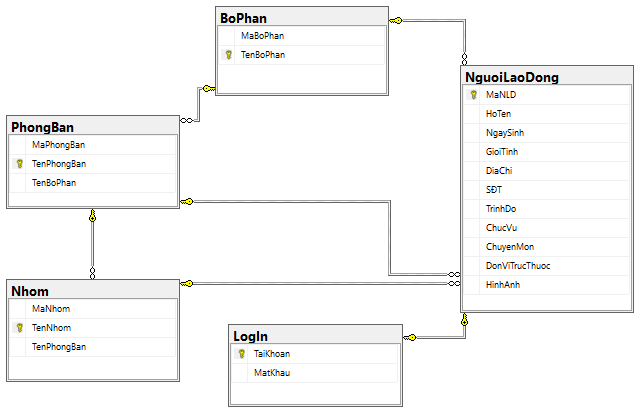 BoPhan
MaBoPhan
TenBoPhan
NguoiLaoDong
MaNLD
HoTen
NgaySinh
GioiTinh
DiaChi
SĐT
TrinhDo
ChucVu
ChuyenMon
DonViTrucThuoc
HinhAnh
PhongBan
MaPhongBan
TenPhongBan
TenBoPhan
Nhom
MaNhom
TenNhom
TenPhongBan
LogIn
TaiKhoan
MatKhau